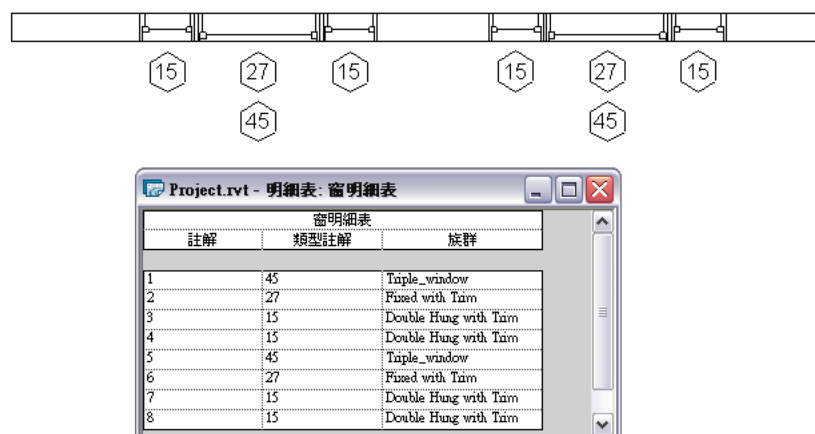 15 27 15 15 27 15
45 45
Project.rvt - 明細表: 窗明細表
窗明細表
註解 類型註解 族群
1 45 Triple_window
2 27 Fixed with Trim
3 15 Double Hung with Trim
4 15 Double Hung with Trim
5 45 Triple_window
6 27 Fixed with Trim
7 15 Double Hung with Trim
8 15 Double Hung with Trim